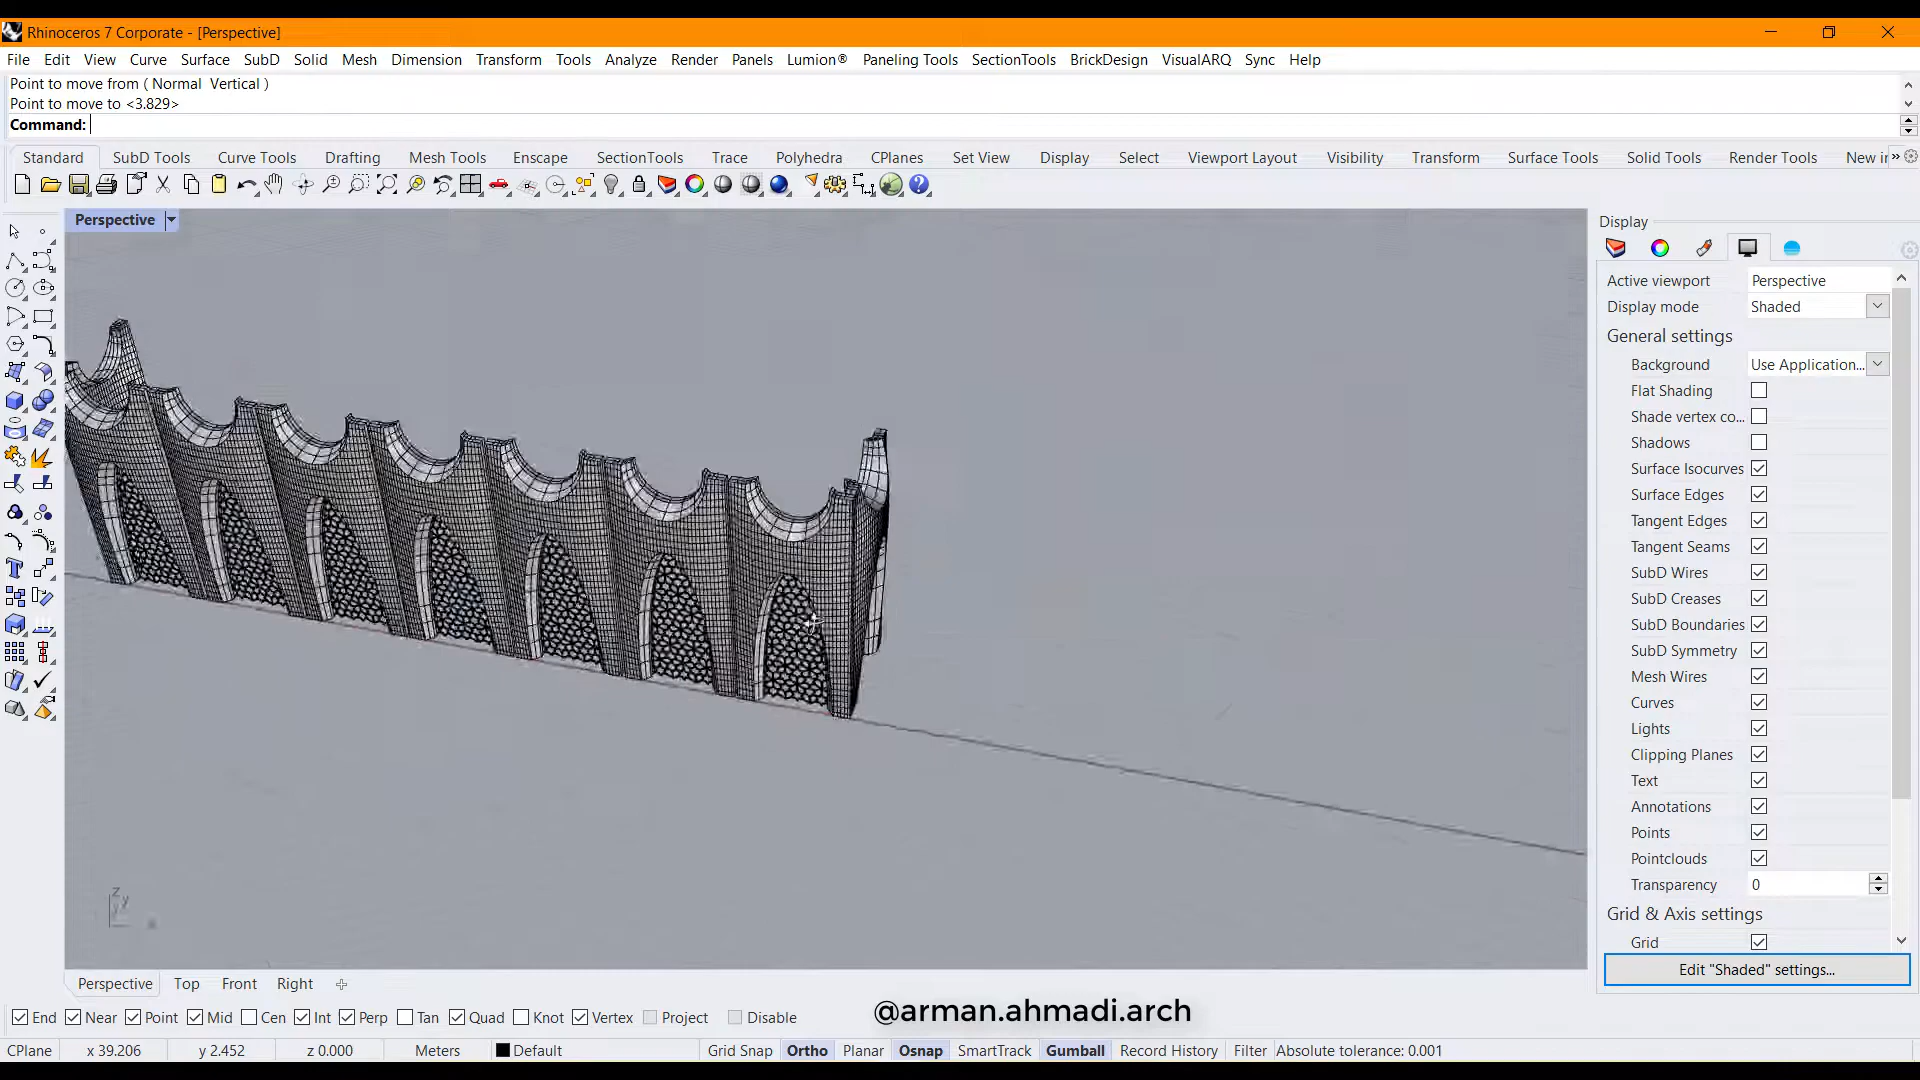 Rhinoceros 7 Corporate - [Perspective]
File Edit View Curve Surface SubD Solid Mesh Dimension Transform Tools Analyze Render Panels Lumion® Paneling Tools SectionTools BrickDesign VisualARQ Sync Help
Point to move from ( Normal Vertical )
Point to move to <3.829>
Command:
Standard SubD Tools Curve Tools Drafting Mesh Tools Enscape SectionTools Trace Polyhedra CPlanes Set View Display Select Viewport Layout Visibility Transform Surface Tools Solid Tools Render Tools New i
Perspective
Display
Active viewport Perspective
Display mode Shaded
General settings
Background Use Application...
Flat Shading
Shade vertex co...
Shadows
Surface Isocurves
Surface Edges
Tangent Edges
Tangent Seams
SubD Wires
SubD Creases
SubD Boundaries
SubD Symmetry
Mesh Wires
Curves
Lights
Clipping Planes
Text
Annotations
Points
Pointclouds
Transparency 0
Grid & Axis settings
Grid
Edit "Shaded" settings...
z y
Perspective Top Front Right
@arman.ahmadi.arch
End Near Point Mid Cen Int Perp Tan Quad Knot Vertex Project Disable
CPlane x 39.206 y 2.452 z 0.000 Meters Default Grid Snap Ortho Planar Osnap SmartTrack Gumball Record History Filter Absolute tolerance: 0.001